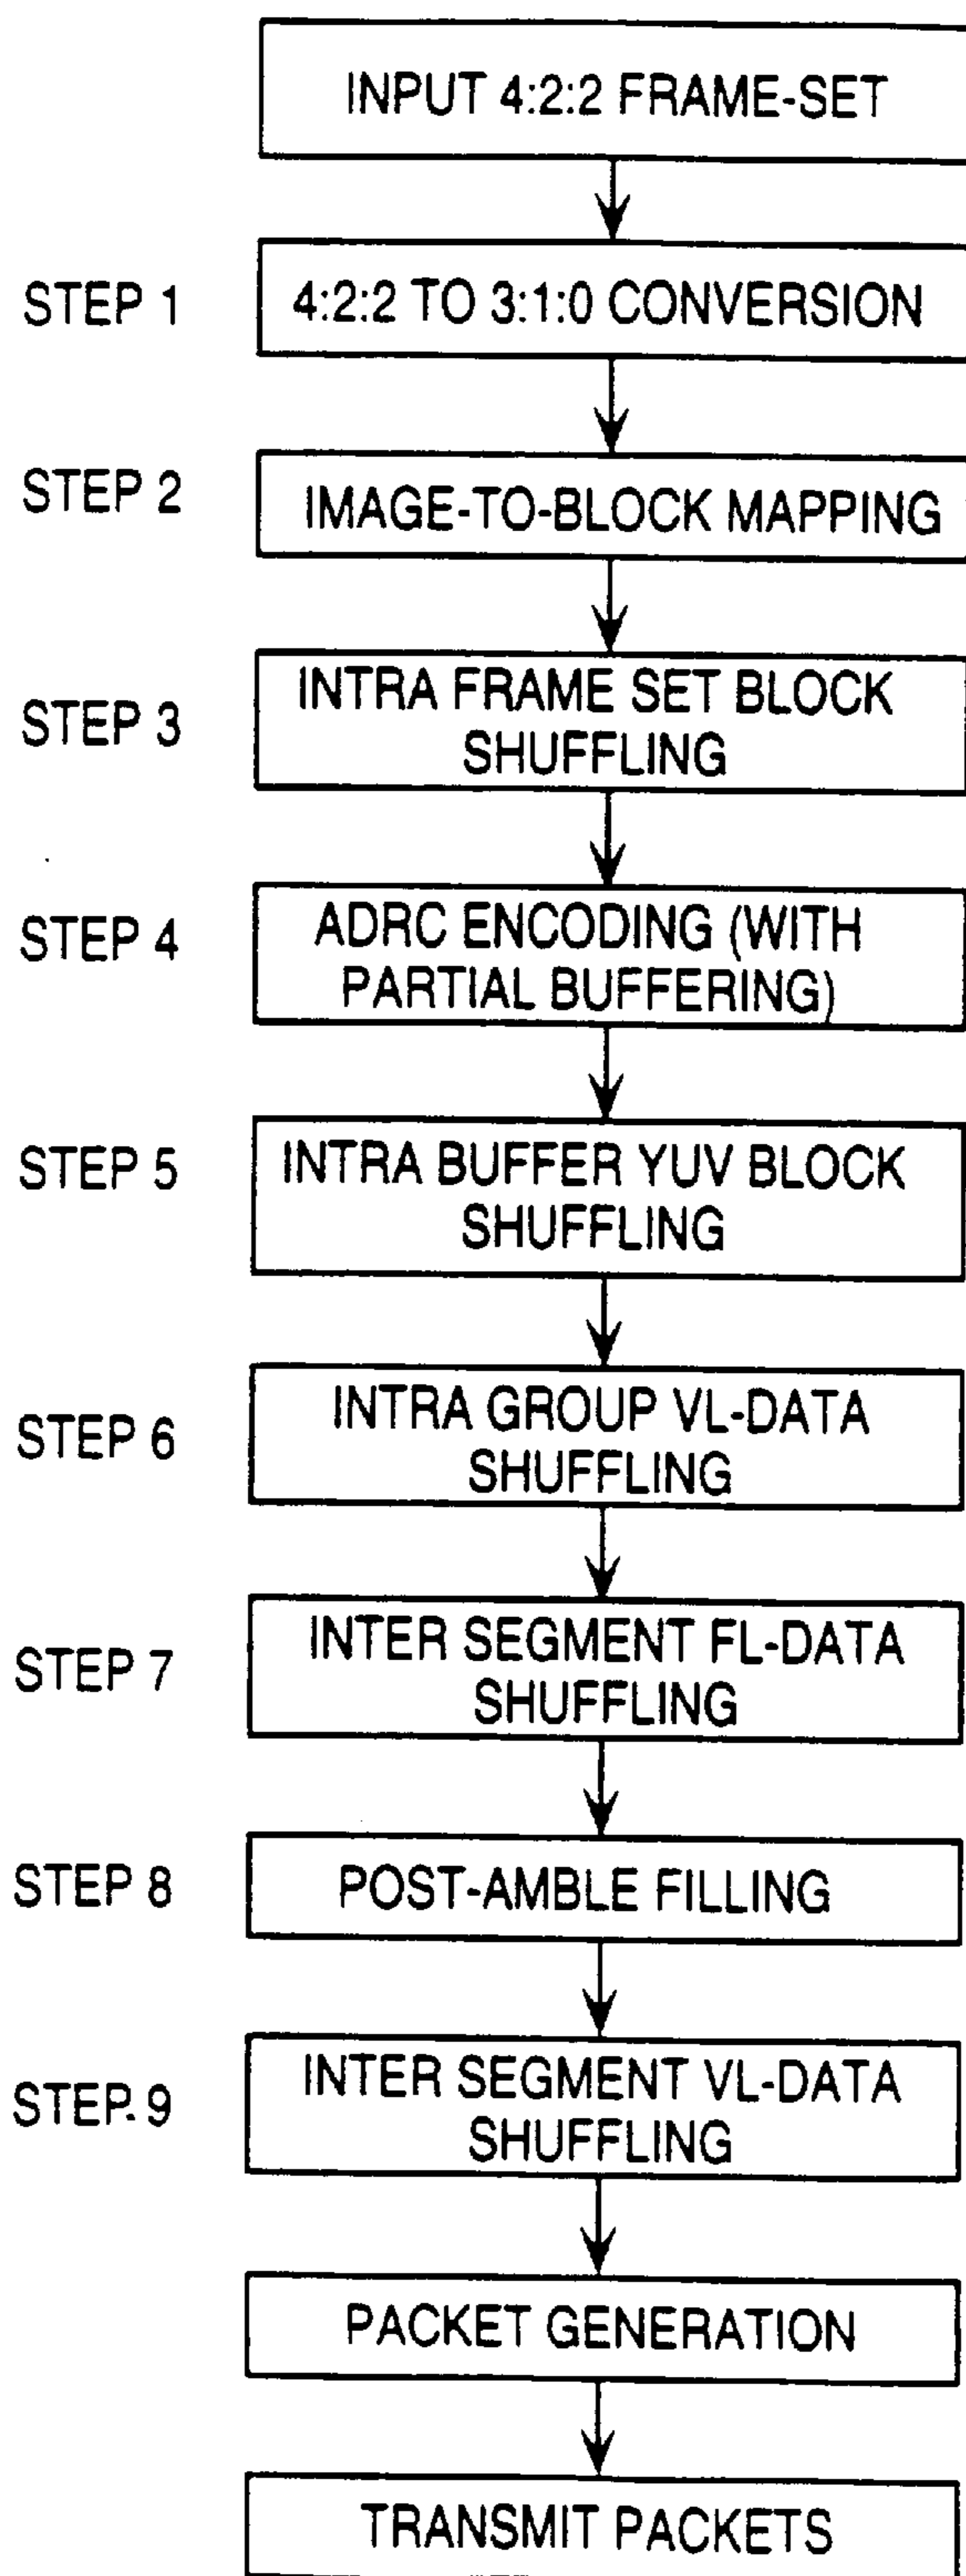 INPUT 4:2:2 FRAME-SET
STEP 1
4:2:2 TO 3:1:0 CONVERSION
STEP 2
IMAGE-TO-BLOCK MAPPING
STEP 3
INTRA FRAME SET BLOCK
SHUFFLING
STEP 4
ADRC ENCODING (WITH
PARTIAL BUFFERING)
STEP 5
INTRA BUFFER YUV BLOCK
SHUFFLING
STEP 6
INTRA GROUP VL-DATA
SHUFFLING
STEP 7
INTER SEGMENT FL-DATA
SHUFFLING
STEP 8
POST-AMBLE FILLING
STEP 9
INTER SEGMENT VL-DATA
SHUFFLING
PACKET GENERATION
TRANSMIT PACKETS